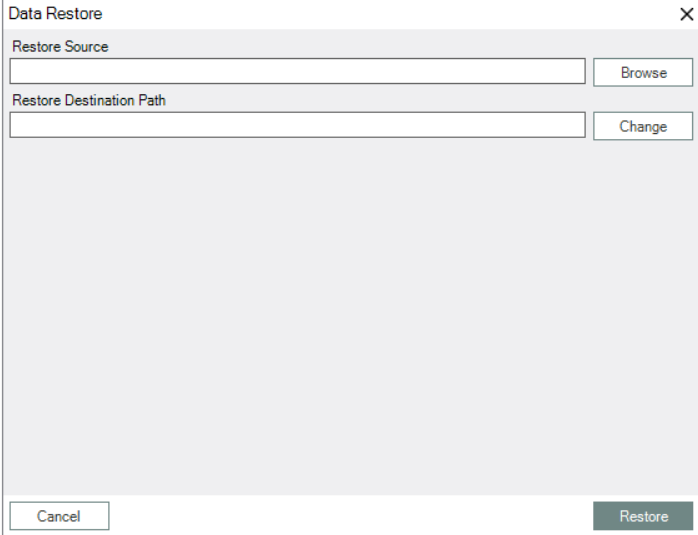 Data Restore
Restore Source
Browse
Restore Destination Path
Change
Cancel
Restore